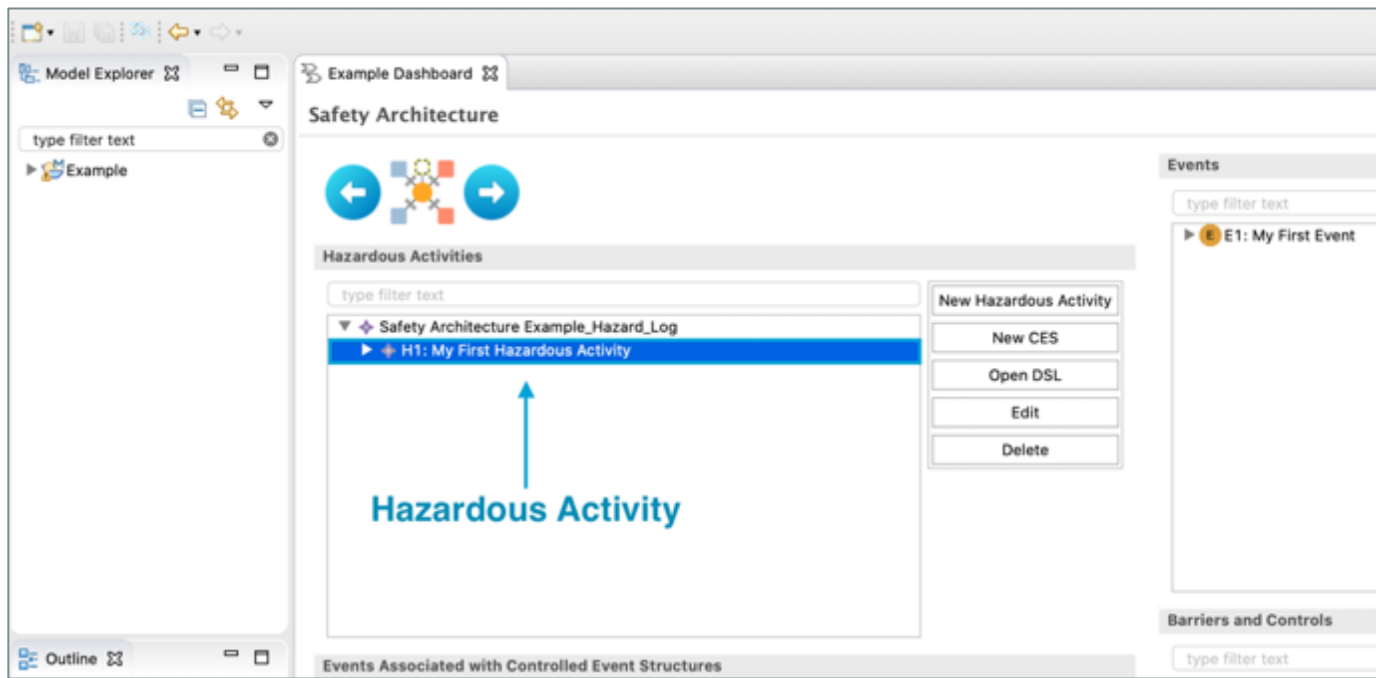 Model Explorer
type filter text
Example
Outline
Example Dashboard
Safety Architecture
Hazardous Activities
type filter text
Safety Architecture Example_Hazard_Log
H1: My First Hazardous Activity
Hazardous Activity
New Hazardous Activity
New CES
Open DSL
Edit
Delete
Events Associated with Controlled Event Structures
Events
type filter text
E E1: My First Event
Barriers and Controls
type filter text